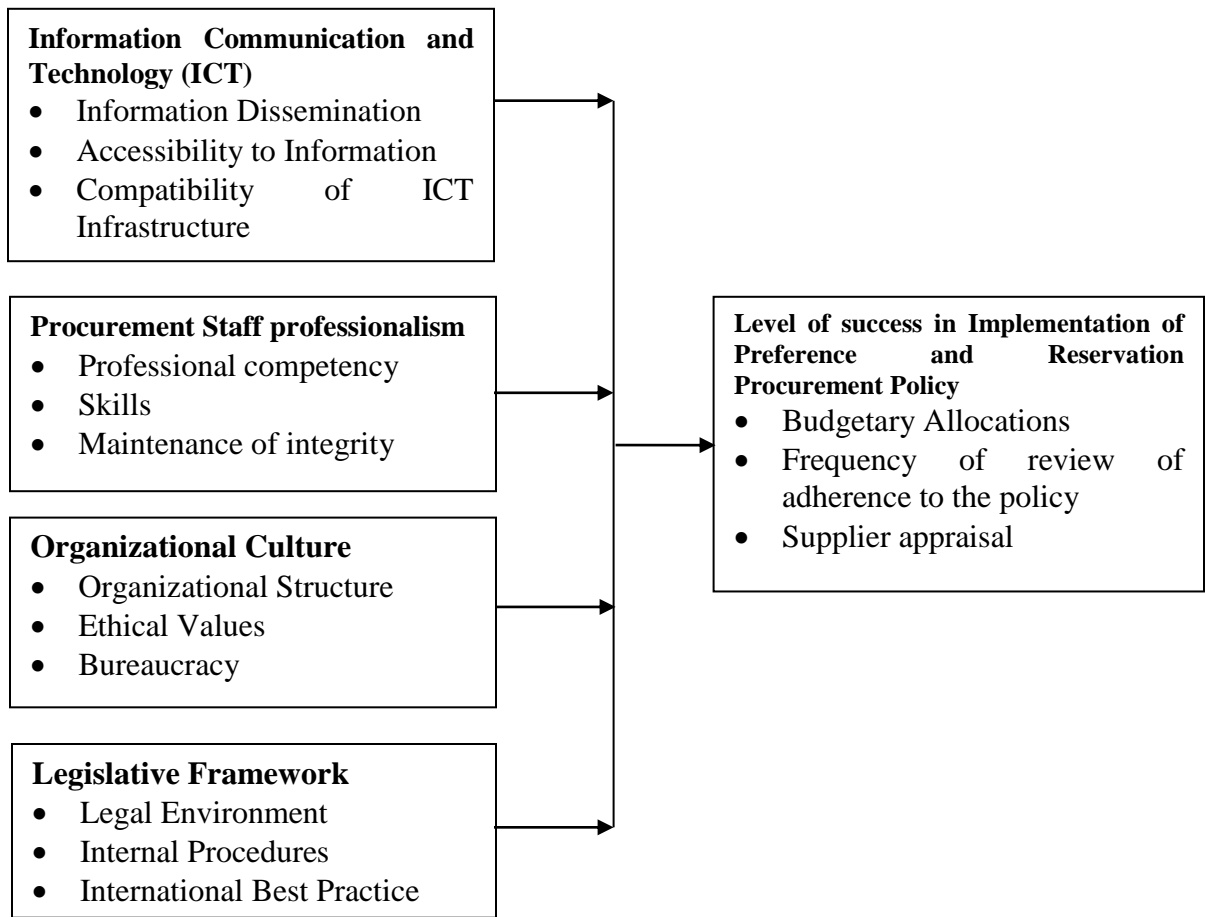 Information Communication and
Technology (ICT)
• Information Dissemination
• Accessibility to Information
• Compatibility of ICT
Infrastructure
Procurement Staff professionalism
• Professional competency
• Skills
• Maintenance of integrity
Organizational Culture
• Organizational Structure
• Ethical Values
• Bureaucracy
Legislative Framework
• Legal Environment
• Internal Procedures
• International Best Practice
Level of success in Implementation of
Preference and Reservation
Procurement Policy
• Budgetary Allocations
• Frequency of review of
adherence to the policy
• Supplier appraisal